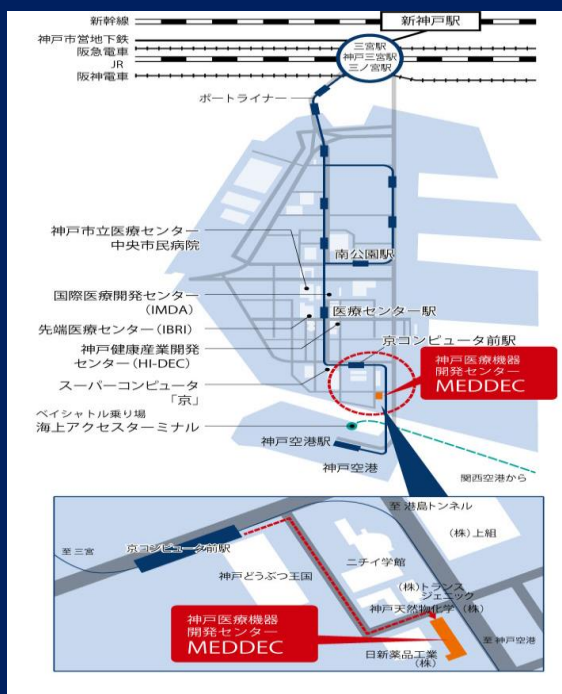 新幹線
新神戸駅
神戸市営地下鉄
阪急電車
JR
阪神電車
三宮駅
神戸三宮駅
三ノ宮駅
ポートライナー
神戸市立医療センター
中央市民病院
南公園駅
国際医療開発センター
(IMDA)
医療センター駅
先端医療センター(IBRI)
京コンピュータ前駅
神戸健康産業開発
センター(HI-DEC)
神戸医療機器
開発センター
MEDDEC
スーパーコンピュータ
「京」
ベイシャトル乗り場
海上アクセスターミナル
神戸空港駅
神戸空港
関西空港から
至 港島トンネル
(株)上組
京コンピュータ前駅
至 三宮
ニチイ学館
神戸どうぶつ王国
(株)トランス
ジェニック
神戸天然物化学(株)
神戸医療機器
開発センター
MEDDEC
至 神戸空港
日新薬品工業
(株)